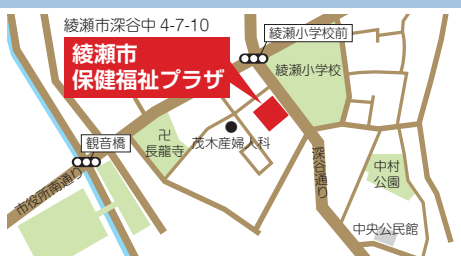 綾瀬市深谷中 4-7-10
綾瀬市
保健福祉プラザ
綾瀬小学校前
綾瀬小学校
観音橋
卍
長龍寺
茂木産婦人科
深谷通り
中村
公園
市役所南通り
中央公民館